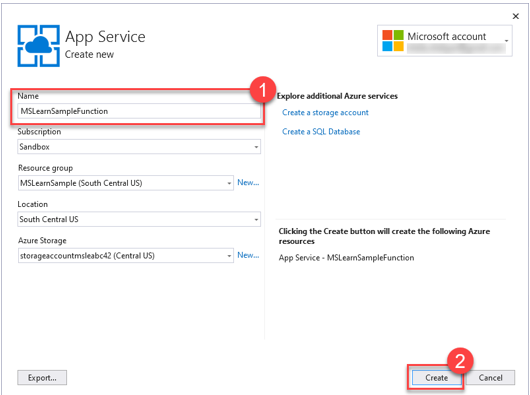 App Service
Create new
Microsoft account
Name
1
MSLearnSampleFunction
Subscription
Sandbox
Resource group
MSLearnSample (South Central US)
New...
Location
South Central US
Azure Storage
storageaccountmsleabc42 (Central US)
New...
Explore additional Azure services
Create a storage account
Create a SQL Database
Clicking the Create button will create the following Azure
resources
App Service - MSLearnSampleFunction
2
Export...
Create
Cancel